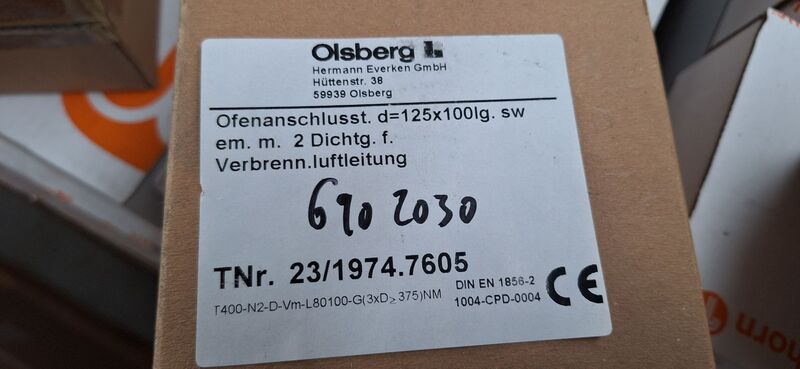 Olsberg
Hermann Everken GmbH
Hüttenstr. 38
59939 Olsberg
Ofenanschlusst. d=125x100lg. sw
em. m. 2 Dichtg. f.
Verbrenn.luftleitung
690 2030
TNr. 23/1974.7605
T400-N2-D-Vm-L80100-G(3xD≥375)NM
DIN EN 1856-2
1004-CPD-0004
CE
horn